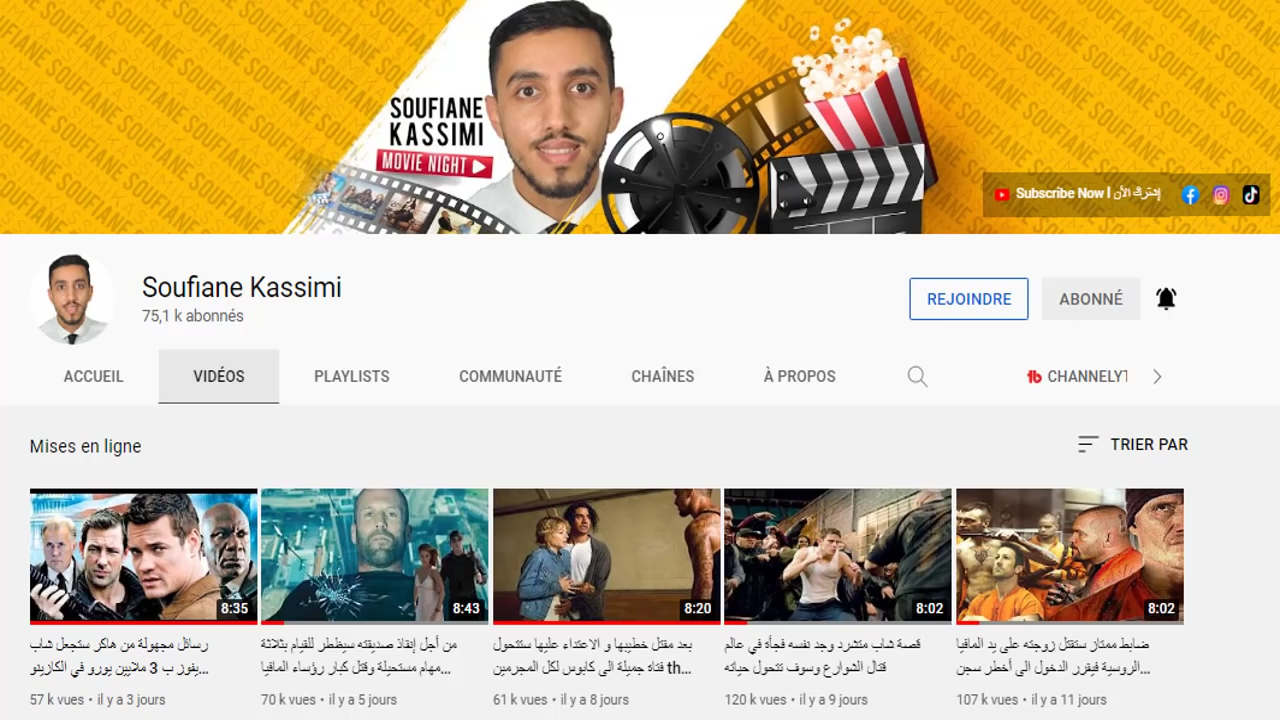 SOUFIANE
KASSIMI
MOVIE NIGHT
Subscribe Now | إشترك الأن
Soufiane Kassimi
75,1 k abonnés
REJOINDRE
ABONNÉ
ACCUEIL
VIDÉOS
PLAYLISTS
COMMUNAUTÉ
CHAÎNES
À PROPOS
CHANNELYT
Mises en ligne
TRIER PAR
8:35
8:43
8:20
8:02
8:02
رسائل مجهولة من هاكر ستجعل شاب
يفوز ب 3 ملايين يورو في الكازينو...
57 k vues • il y a 3 jours
من أجل إنقاذ صديقته سيظطر للقيام بثلاثة
مهام مستحيلة وقتل كبار رؤساء المافيا...
70 k vues • il y a 5 jours
بعد مقتل خطيبها و الاعتداء عليها ستتحول
فتاة جميلة الى كابوس لكل المجرمين th...
61 k vues • il y a 8 jours
قصة شاب متشرد وجد نفسه فجأة في عالم
قتال الشوارع وسوف تتحول حياته
120 k vues • il y a 9 jours
ضابط ممتاز ستقتل زوجته على يد المافيا
الروسية فيقرر الدخول الى أخطر سجن...
107 k vues • il y a 11 jours